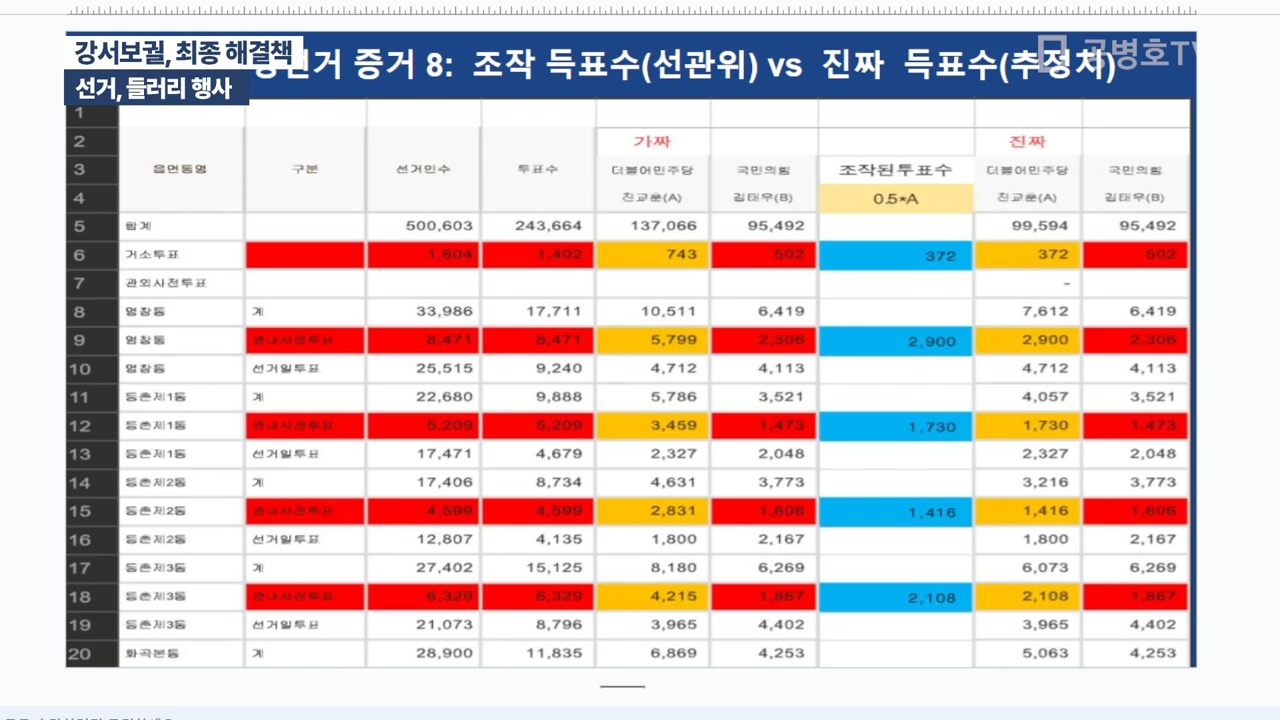 강서보궐, 최종 해결책
선거, 들러리 행사
선거 증거 8: 조작 득표수(선관위) vs 진짜 득표수(추정치)
공병호TV
1
2 가짜 진짜
3 읍면동명 구분 선거인수 투표수 더불어민주당 국민의힘 조작된투표수 더불어민주당 국민의힘
4 진교훈(A) 김태우(B) 0.5*A 진교훈(A) 김태우(B)
5 합계 500,603 243,664 137,066 95,492 99,594 95,492
6 거소투표 1,604 1,402 743 502 372 372 502
7 관외사전투표 -
8 염창동 계 33,986 17,711 10,511 6,419 7,612 6,419
9 염창동 관내사전투표 8,471 8,471 5,799 2,306 2,900 2,900 2,306
10 염창동 선거일투표 25,515 9,240 4,712 4,113 4,712 4,113
11 등촌제1동 계 22,680 9,888 5,786 3,521 4,057 3,521
12 등촌제1동 관내사전투표 5,209 5,209 3,459 1,473 1,730 1,730 1,473
13 등촌제1동 선거일투표 17,471 4,679 2,327 2,048 2,327 2,048
14 등촌제2동 계 17,406 8,734 4,631 3,773 3,216 3,773
15 등촌제2동 관내사전투표 4,599 4,599 2,831 1,606 1,416 1,416 1,606
16 등촌제2동 선거일투표 12,807 4,135 1,800 2,167 1,800 2,167
17 등촌제3동 계 27,402 15,125 8,180 6,269 6,073 6,269
18 등촌제3동 관내사전투표 6,329 6,329 4,215 1,867 2,108 2,108 1,867
19 등촌제3동 선거일투표 21,073 8,796 3,965 4,402 3,965 4,402
20 화곡본동 계 28,900 11,835 6,869 4,253 5,063 4,253